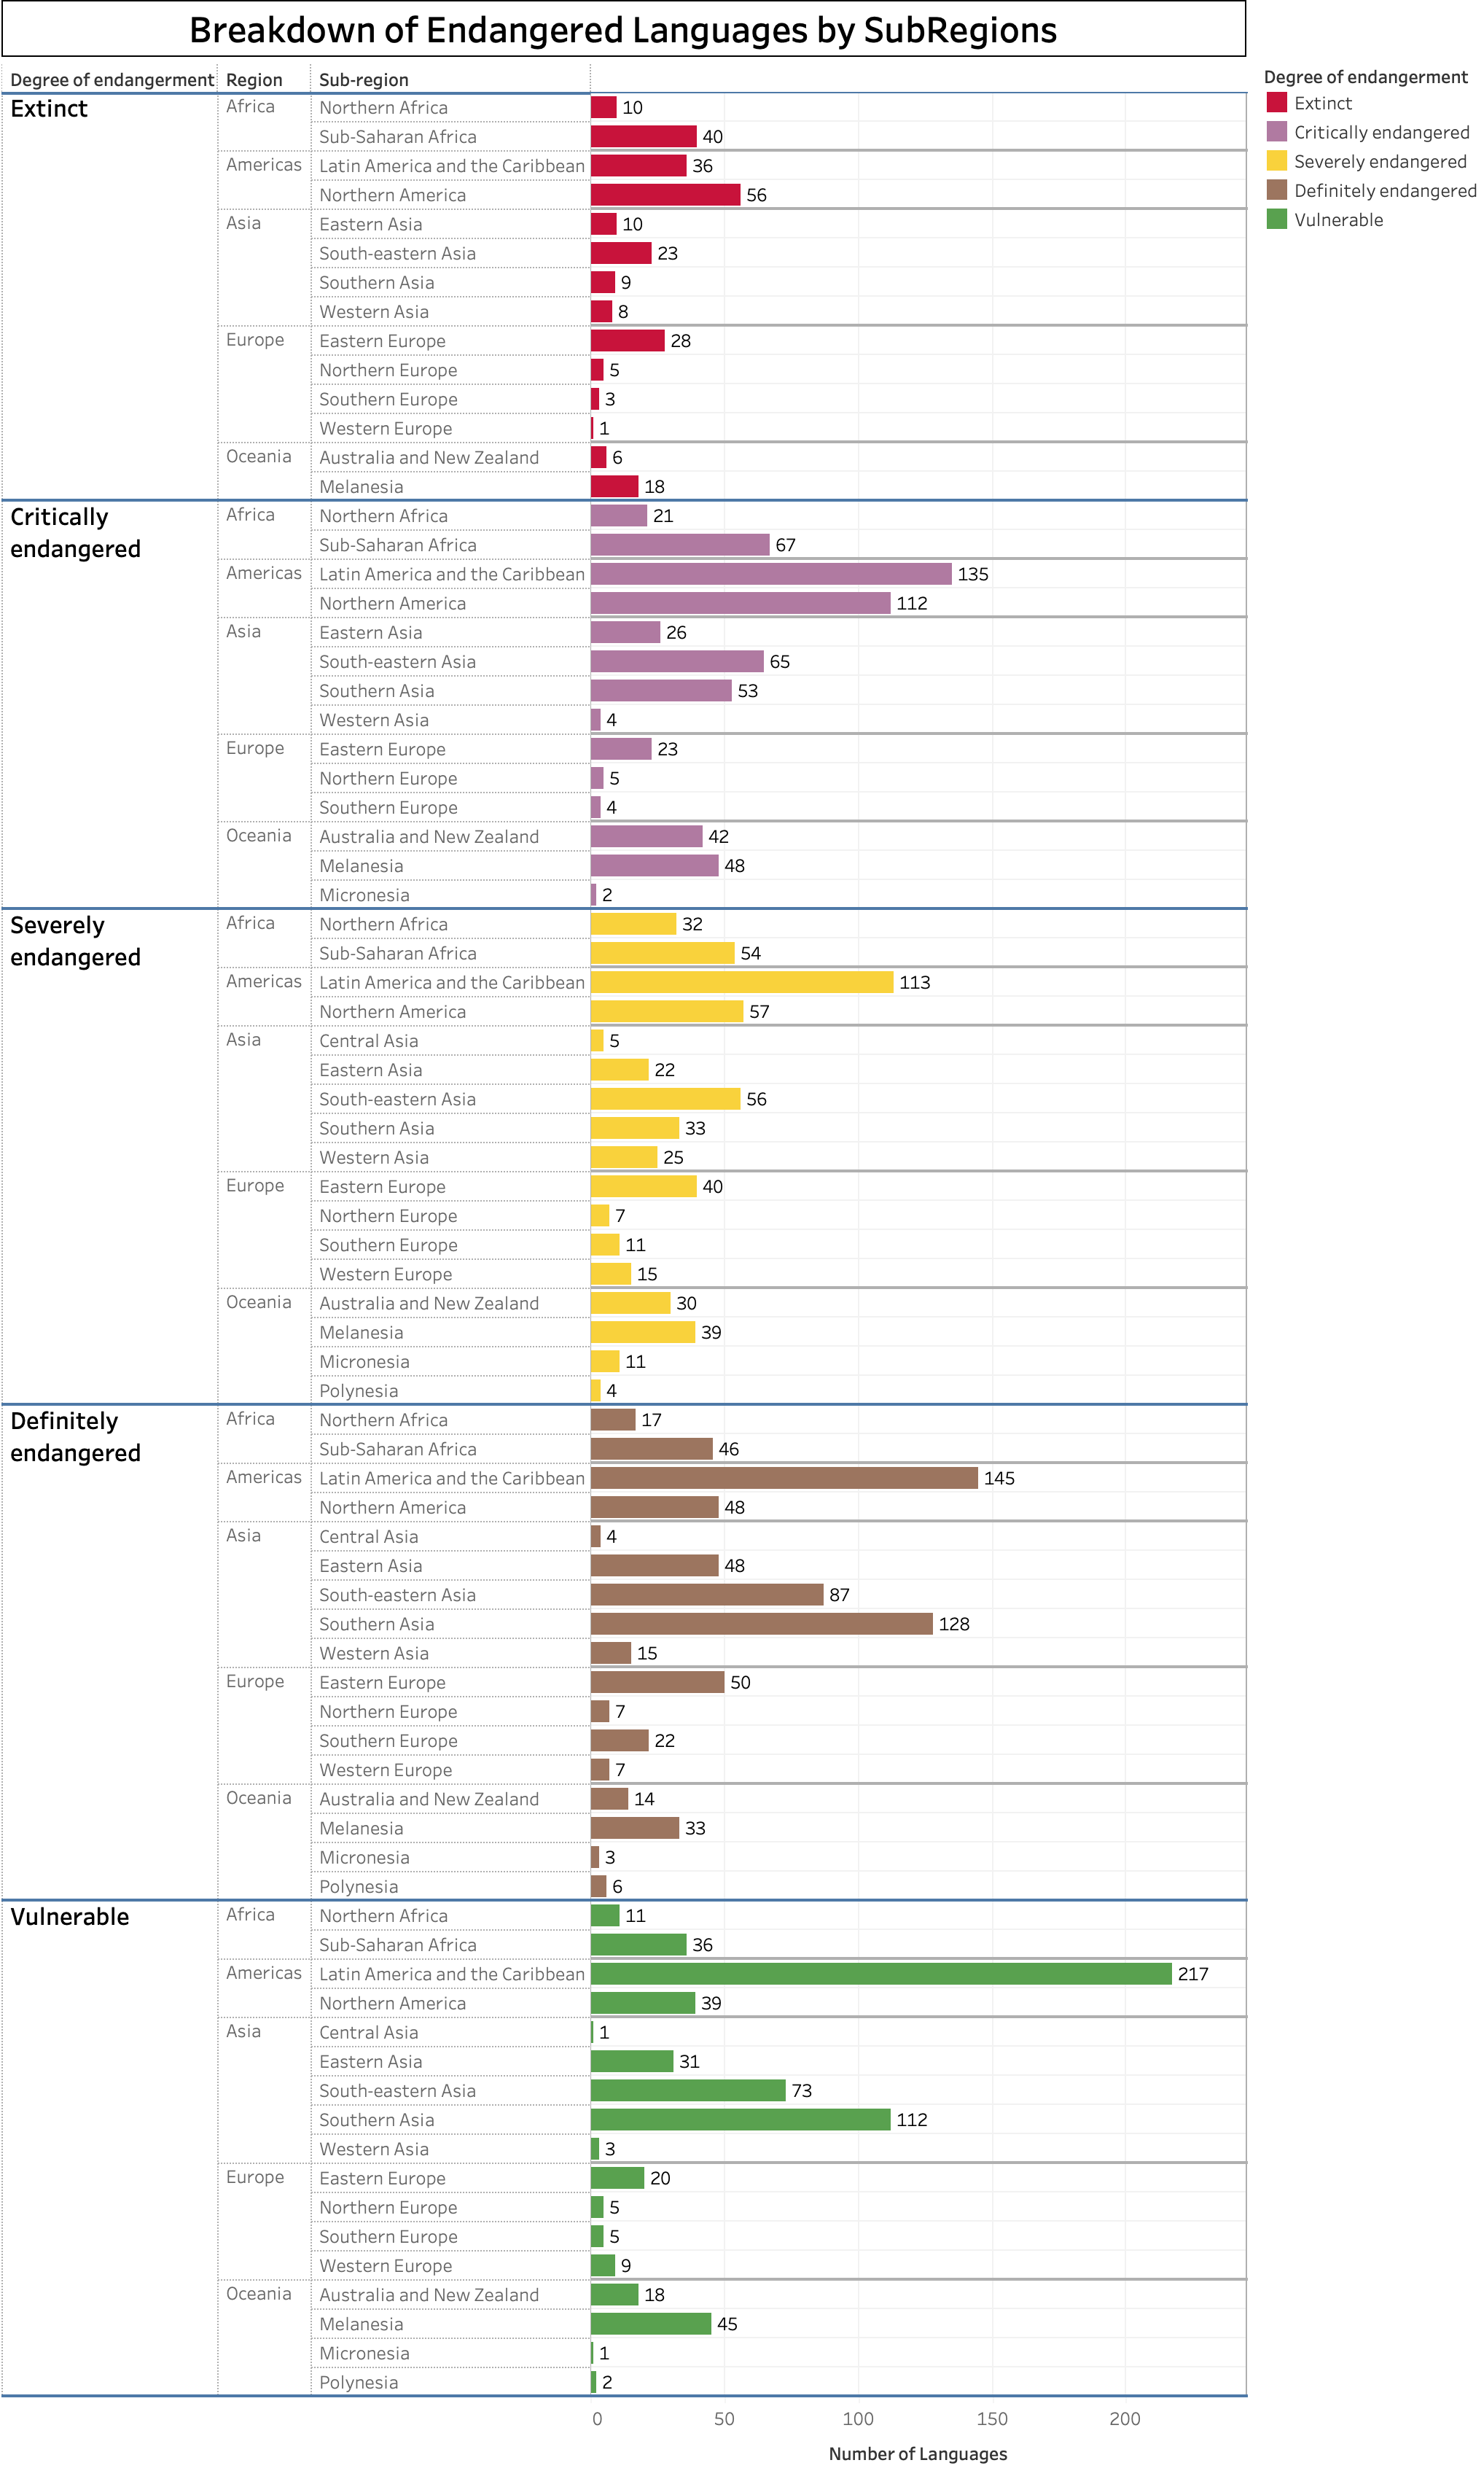 Breakdown of Endangered Languages by SubRegions
Degree of endangerment Region Sub-region
Extinct Africa Northern Africa 10
Sub-Saharan Africa 40
Americas Latin America and the Caribbean 36
Northern America 56
Asia Eastern Asia 10
South-eastern Asia 23
Southern Asia 9
Western Asia 8
Europe Eastern Europe 28
Northern Europe 5
Southern Europe 3
Western Europe 1
Oceania Australia and New Zealand 6
Melanesia 18
Critically Africa Northern Africa 21
endangered Sub-Saharan Africa 67
Americas Latin America and the Caribbean 135
Northern America 112
Asia Eastern Asia 26
South-eastern Asia 65
Southern Asia 53
Western Asia 4
Europe Eastern Europe 23
Northern Europe 5
Southern Europe 4
Oceania Australia and New Zealand 42
Melanesia 48
Micronesia 2
Severely Africa Northern Africa 32
endangered Sub-Saharan Africa 54
Americas Latin America and the Caribbean 113
Northern America 57
Asia Central Asia 5
Eastern Asia 22
South-eastern Asia 56
Southern Asia 33
Western Asia 25
Europe Eastern Europe 40
Northern Europe 7
Southern Europe 11
Western Europe 15
Oceania Australia and New Zealand 30
Melanesia 39
Micronesia 11
Polynesia 4
Definitely Africa Northern Africa 17
endangered Sub-Saharan Africa 46
Americas Latin America and the Caribbean 145
Northern America 48
Asia Central Asia 4
Eastern Asia 48
South-eastern Asia 87
Southern Asia 128
Western Asia 15
Europe Eastern Europe 50
Northern Europe 7
Southern Europe 22
Western Europe 7
Oceania Australia and New Zealand 14
Melanesia 33
Micronesia 3
Polynesia 6
Vulnerable Africa Northern Africa 11
Sub-Saharan Africa 36
Americas Latin America and the Caribbean 217
Northern America 39
Asia Central Asia 1
Eastern Asia 31
South-eastern Asia 73
Southern Asia 112
Western Asia 3
Europe Eastern Europe 20
Northern Europe 5
Southern Europe 5
Western Europe 9
Oceania Australia and New Zealand 18
Melanesia 45
Micronesia 1
Polynesia 2
0 50 100 150 200
Number of Languages
Degree of endangerment
Extinct
Critically endangered
Severely endangered
Definitely endangered
Vulnerable